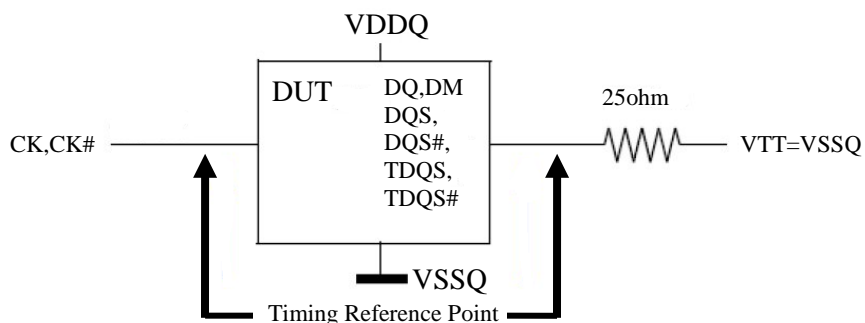 VDDQ
DUT
DQ,DM
DQS,
DQS#,
TDQS,
TDQS#
25ohm
CK,CK#
VTT=VSSQ
VSSQ
Timing Reference Point